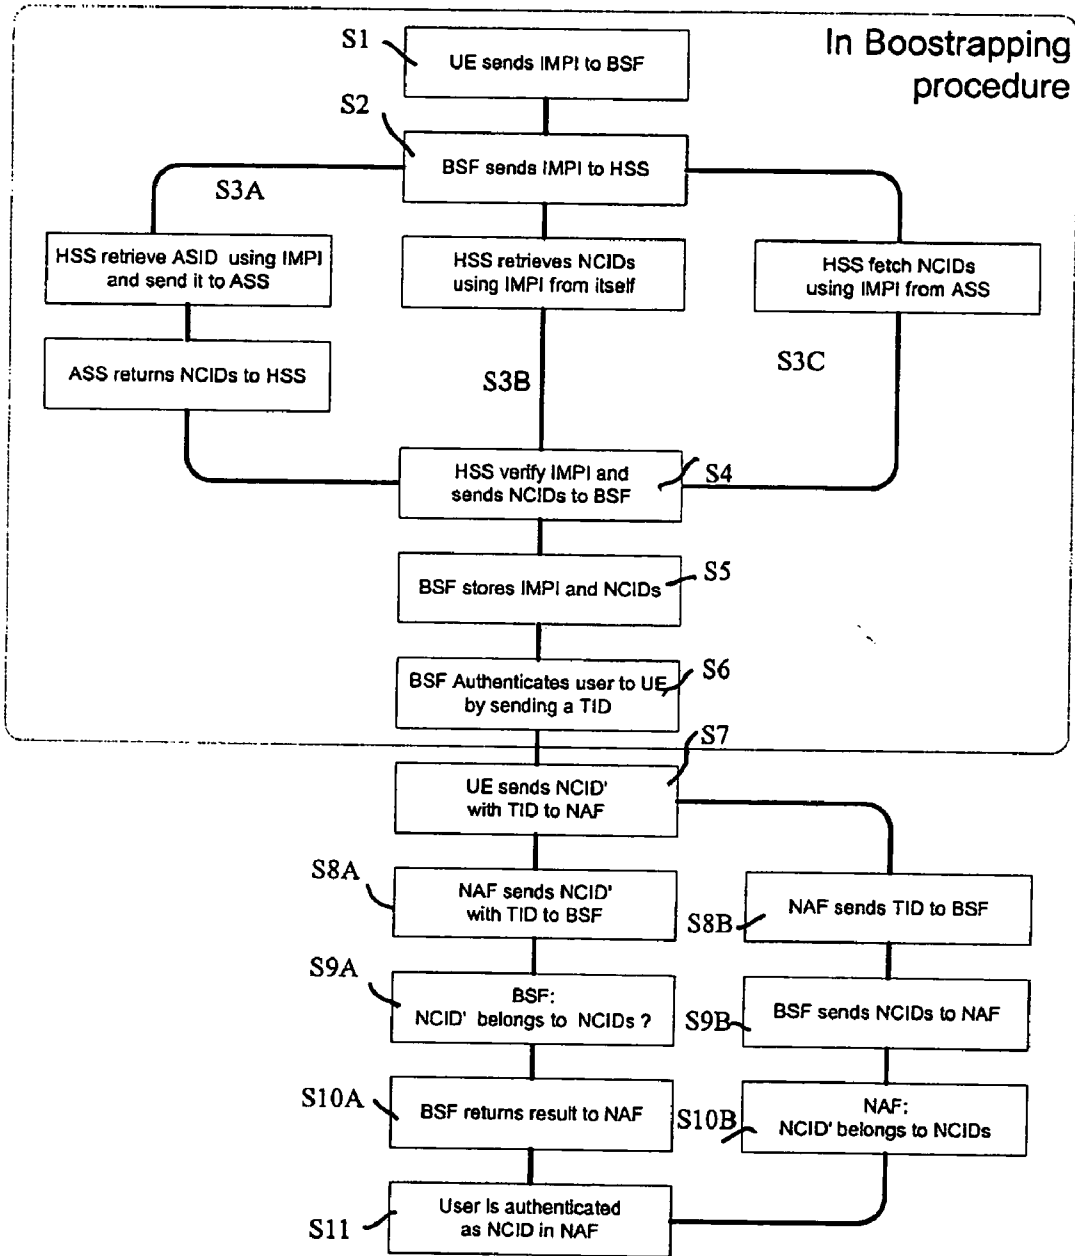 In Boostrapping
procedure
S1
UE sends IMPI to BSF
S2
BSF sends IMPI to HSS
S3A
HSS retrieve ASID using IMPI
and send it to ASS
HSS retrieves NCIDs
using IMPI from itself
HSS fetch NCIDs
using IMPI from ASS
ASS returns NCIDs to HSS
S3B
S3C
HSS verify IMPI and
sends NCIDs to BSF
S4
BSF stores IMPI and NCIDs
S5
BSF Authenticates user to UE
by sending a TID
S6
S7
UE sends NCID'
with TID to NAF
S8A
NAF sends NCID'
with TID to BSF
S8B
NAF sends TID to BSF
S9A
BSF:
NCID' belongs to NCIDs ?
S9B
BSF sends NCIDs to NAF
S10A
BSF returns result to NAF
S10B
NAF:
NCID' belongs to NCIDs
S11
User is authenticated
as NCID in NAF